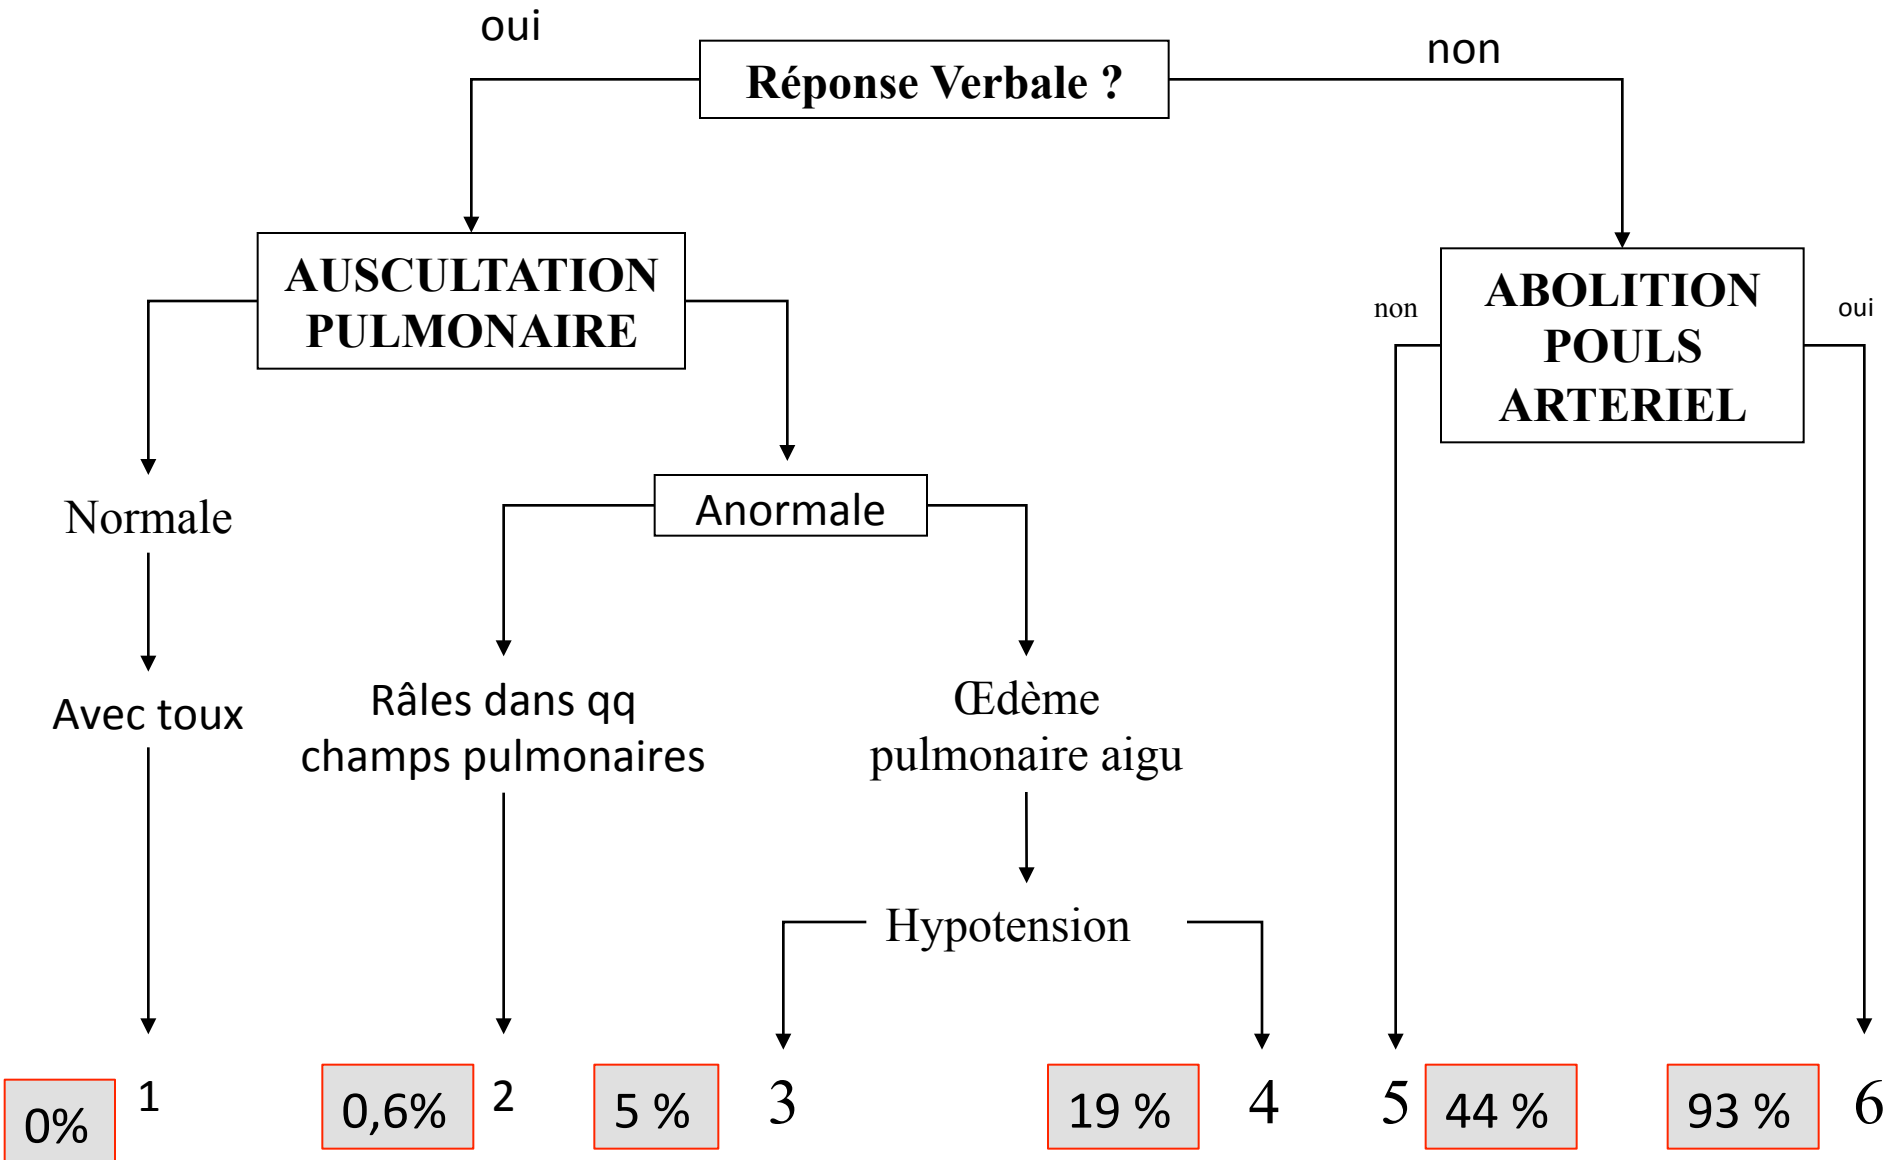 oui
Réponse Verbale ?
non
AUSCULTATION
PULMONAIRE
non
ABOLITION
POULS
ARTERIEL
oui
Normale
Anormale
Avec toux
Râles dans qq
champs pulmonaires
Œdème
pulmonaire aigu
Hypotension
0%
1
0,6%
2
5 %
3
19 %
4
5
44 %
93 %
6